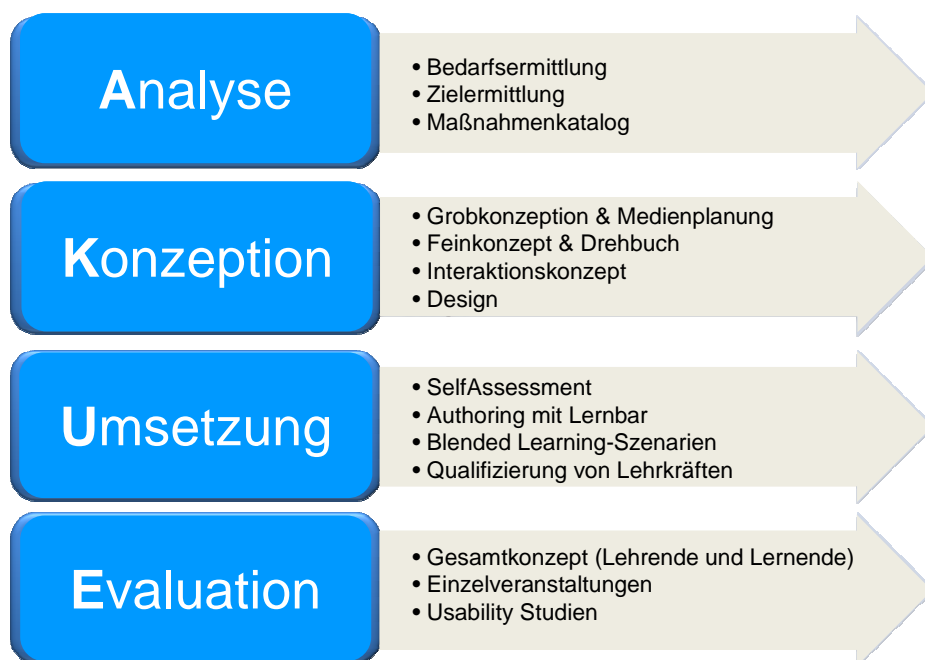 Analyse
• Bedarfsermittlung
• Zielermittlung
• Maßnahmenkatalog
Konzeption
• Grobkonzeption & Medienplanung
• Feinkonzept & Drehbuch
• Interaktionskonzept
• Design
Umsetzung
• SelfAssessment
• Authoring mit Lernbar
• Blended Learning-Szenarien
• Qualifizierung von Lehrkräften
Evaluation
• Gesamtkonzept (Lehrende und Lernende)
• Einzelveranstaltungen
• Usability Studien